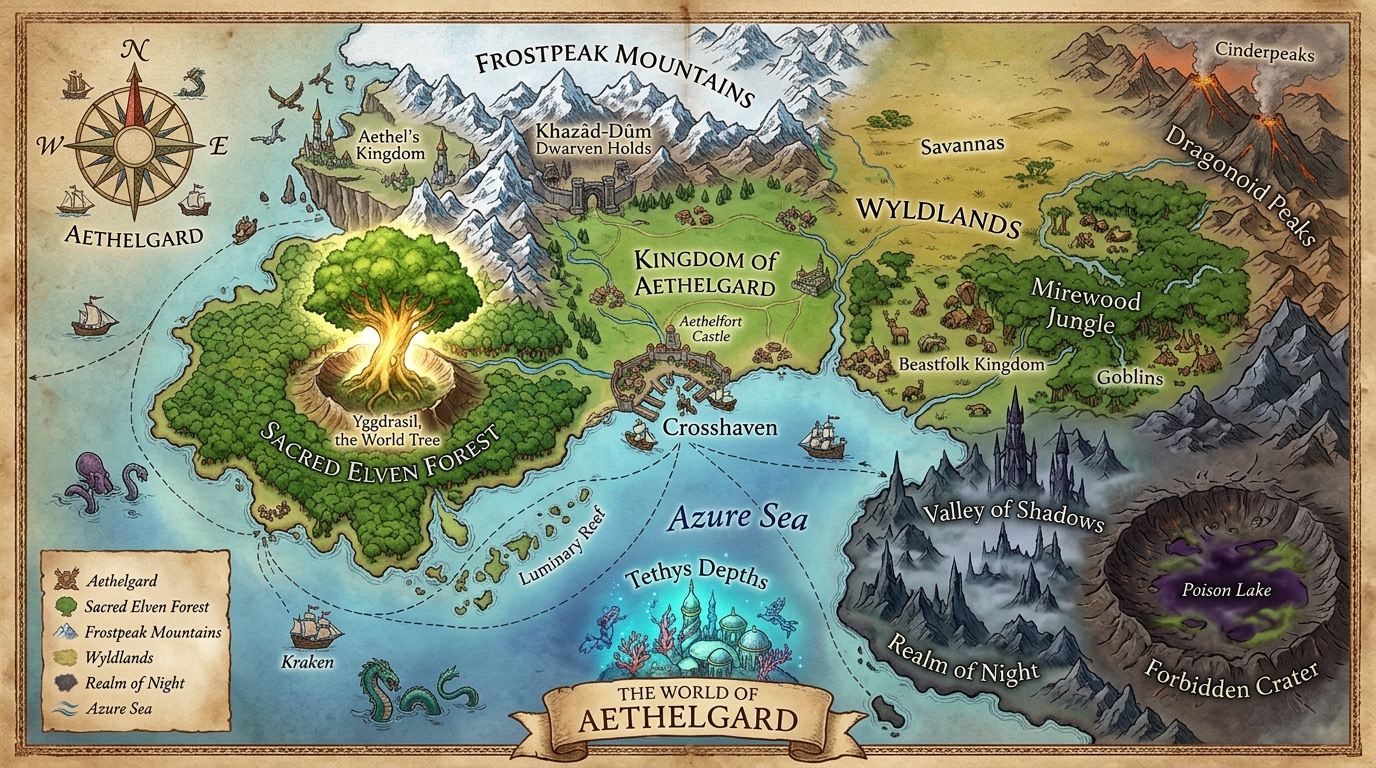 N
W
E
AETHELGARD
FROSTPEAK MOUNTAINS
Cinderpeaks
Aethel's
Kingdom
Khazâd-Dûm
Dwarven Holds
Savannas
Dragonoid Peaks
WYLDLANDS
KINGDOM OF
AETHELGARD
Mirewood
Jungle
Aethelfort
Castle
Beastfolk Kingdom
Goblins
Yggdrasil,
the World Tree
SACRED ELVEN FOREST
Crosshaven
Azure Sea
Valley of Shadows
Luminary Reef
Tethys Depths
Poison Lake
Realm of Night
Forbidden Crater
Kraken
Aethelgard
Sacred Elven Forest
Frostpeak Mountains
Wyldlands
Realm of Night
Azure Sea
THE WORLD OF
AETHELGARD